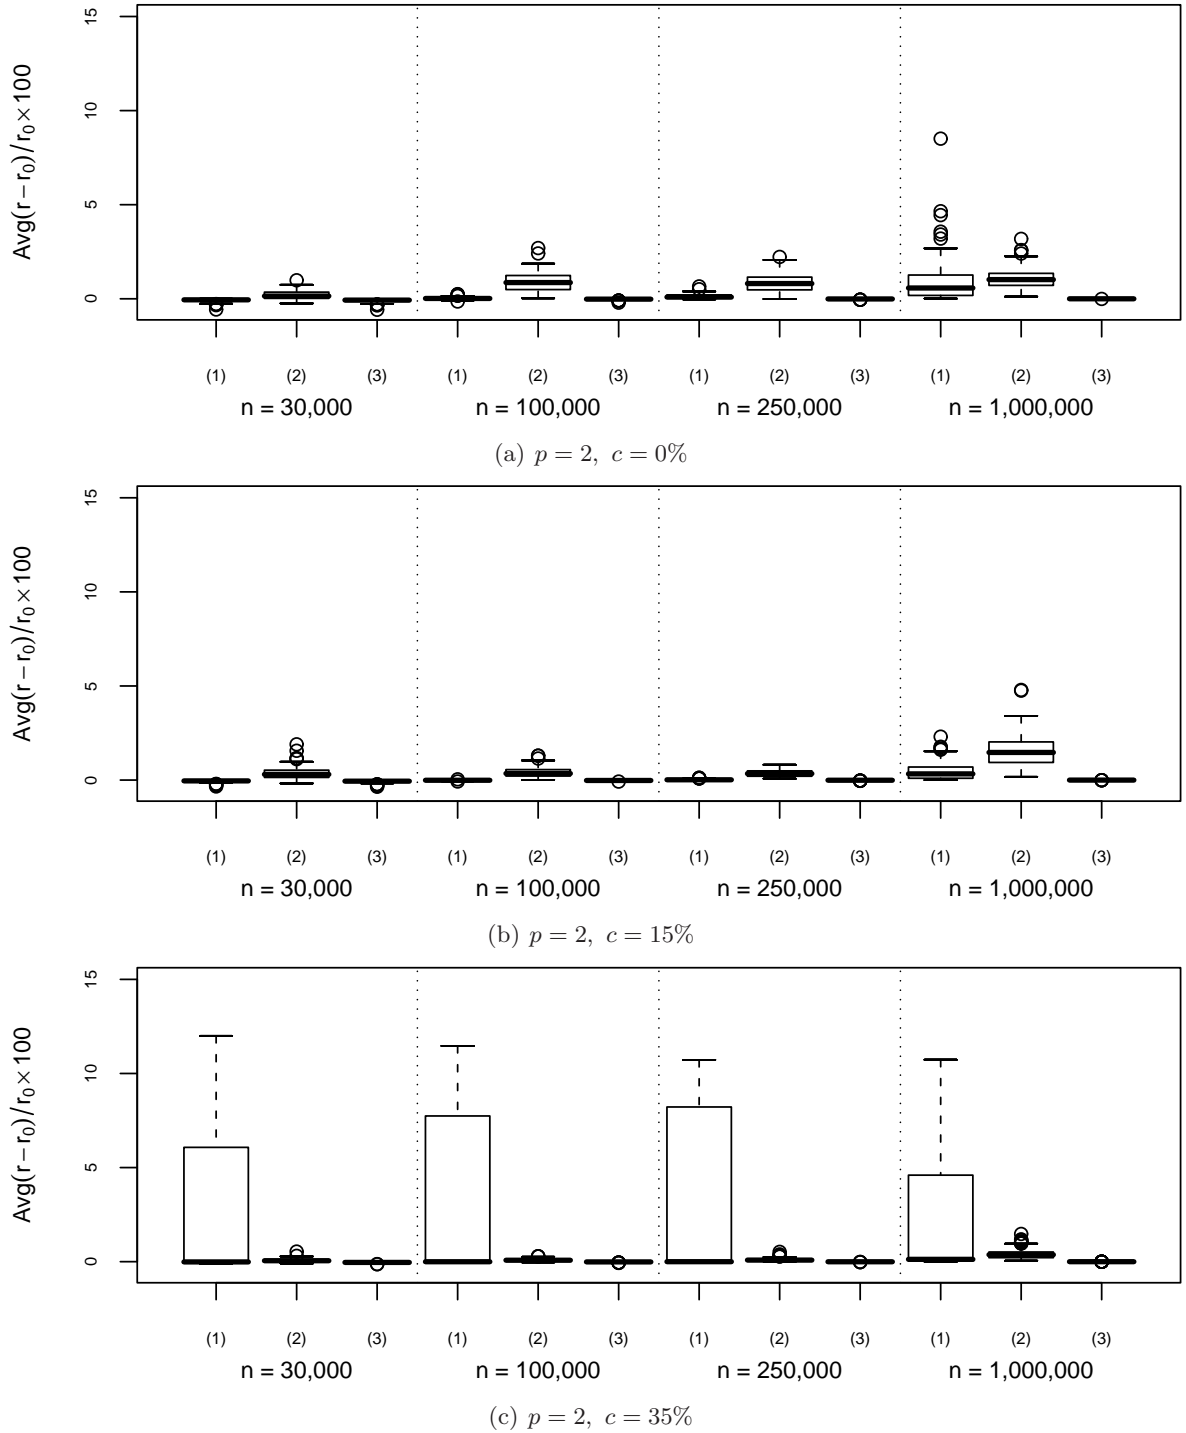 15
10
5
0
Avg(r − r₀)/r₀×100
(1) (2) (3) (1) (2) (3) (1) (2) (3) (1) (2) (3)
n = 30,000 n = 100,000 n = 250,000 n = 1,000,000
(a) p = 2, c = 0%
15
10
5
0
Avg(r − r₀)/r₀×100
(1) (2) (3) (1) (2) (3) (1) (2) (3) (1) (2) (3)
n = 30,000 n = 100,000 n = 250,000 n = 1,000,000
(b) p = 2, c = 15%
15
10
5
0
Avg(r − r₀)/r₀×100
(1) (2) (3) (1) (2) (3) (1) (2) (3) (1) (2) (3)
n = 30,000 n = 100,000 n = 250,000 n = 1,000,000
(c) p = 2, c = 35%